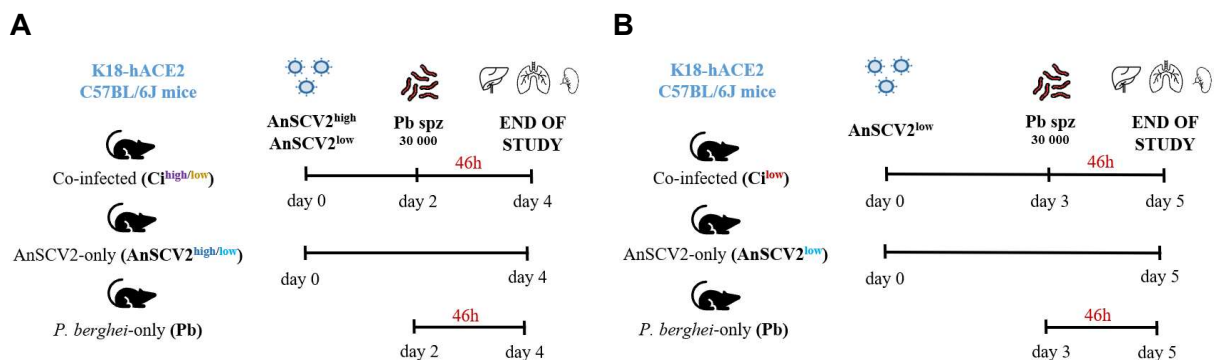 A
K18-hACE2
C57BL/6J mice
AnSCV2high
AnSCV2low
Pb spz
30 000
END OF
STUDY
46h
Co-infected (Cihigh/low)
day 0
day 2
day 4
AnSCV2-only (AnSCV2high/low)
day 0
day 4
P. berghei-only (Pb)
46h
day 2
day 4
B
K18-hACE2
C57BL/6J mice
AnSCV2low
Pb spz
30 000
END OF
STUDY
46h
Co-infected (Cilow)
day 0
day 3
day 5
AnSCV2-only (AnSCV2low)
day 0
day 5
P. berghei-only (Pb)
46h
day 3
day 5